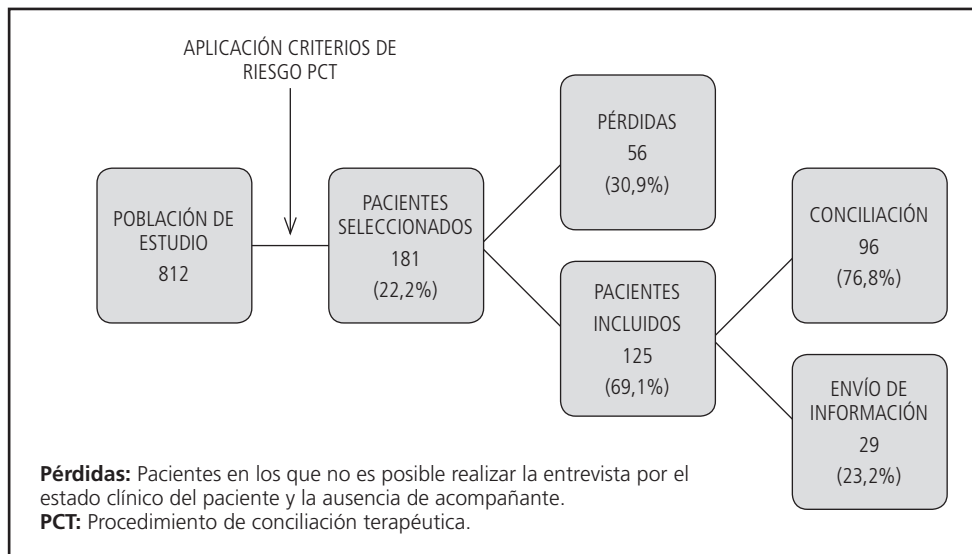 APLICACIÓN CRITERIOS DE
RIESGO PCT
POBLACIÓN DE
ESTUDIO
812
PACIENTES
SELECCIONADOS
181
(22,2%)
PÉRDIDAS
56
(30,9%)
PACIENTES
INCLUIDOS
125
(69,1%)
CONCILIACIÓN
96
(76,8%)
ENVÍO DE
INFORMACIÓN
29
(23,2%)
Pérdidas: Pacientes en los que no es posible realizar la entrevista por el
estado clínico del paciente y la ausencia de acompañante.
PCT: Procedimiento de conciliación terapéutica.